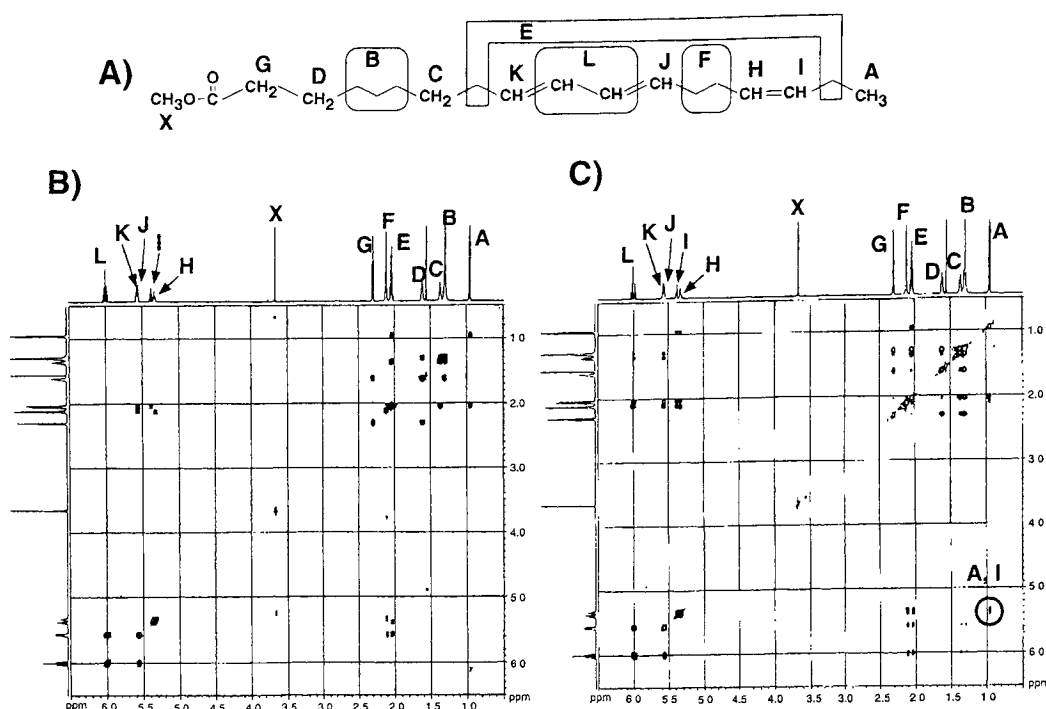 A)
E
G D B C K L J F H I A
O
CH₃O-C CH₂ CH₂ CH₂ CH CH CH CH CH CH CH₃
X
B)
X
K J I H
L
G F E D C B A
1.0
2.0
3.0
4.0
5.0
6.0
ppm
ppm 6.0 5.5 5.0 4.5 4.0 3.5 3.0 2.5 2.0 1.5 1.0
C)
X
K J I H
L
G F E D C B A
1.0
2.0
3.0
4.0
5.0
A, I
6.0
ppm
ppm 6.0 5.5 5.0 4.5 4.0 3.5 3.0 2.5 2.0 1.5 1.0